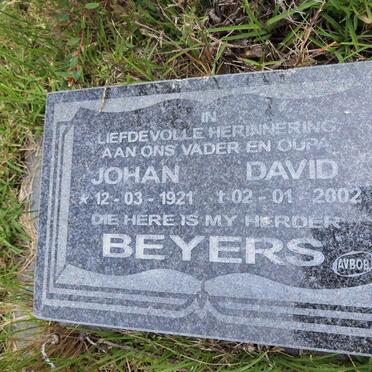 IN
LIEFDEVOLLE HERINNERING
AAN ONS VADER EN OUPA
JOHAN DAVID
* 12-03-1921 †-02-01-2002
DIE HERE IS MY HERDER
BEYERS
AVBOB